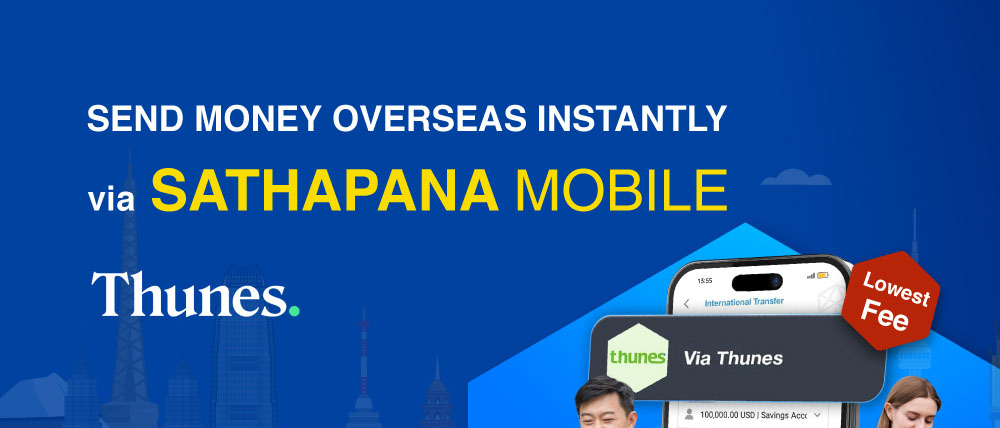 SEND MONEY OVERSEAS INSTANTLY
via SATHAPANA MOBILE
Thunes.
15:55
International Transfer
Lowest
Fee
thunes
Via Thunes
100,000.00 USD | Savings Acc